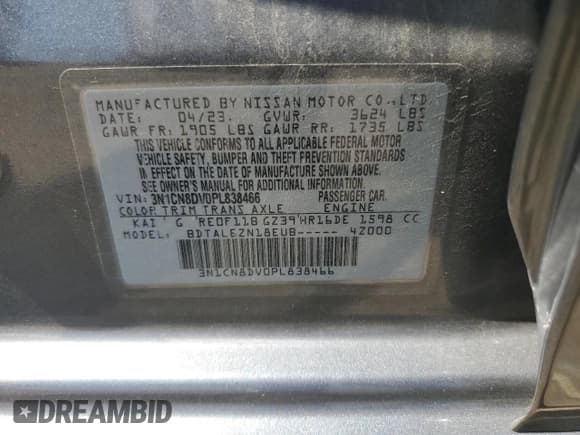 MANUFACTURED BY NISSAN MOTOR CO.,LTD.
DATE: 04/23. GVWR: 3624 LBS
GAWR FR: 1905 LBS GAWR RR: 1735 LBS
THIS VEHICLE CONFORMS TO ALL APPLICABLE FEDERAL MOTOR
VEHICLE SAFETY, BUMPER AND THEFT PREVENTION STANDARDS
IN EFFECT ON THE DATE OF MANUFACTURE SHOWN ABOVE.
SEE OWNER'S MANUAL FOR ADDITIONAL INFORMATION.
VIN: 3N1CN8DV0PL838466 PASSENGER CAR.
COLOR TRIM TRANS AXLE ENGINE
KAI G RE0F11B GZ39 HR16DE 1598 CC
MODEL: BDTALEZN18EUB----- 42000
3N1CN8DV0PL838466
DREAMBID